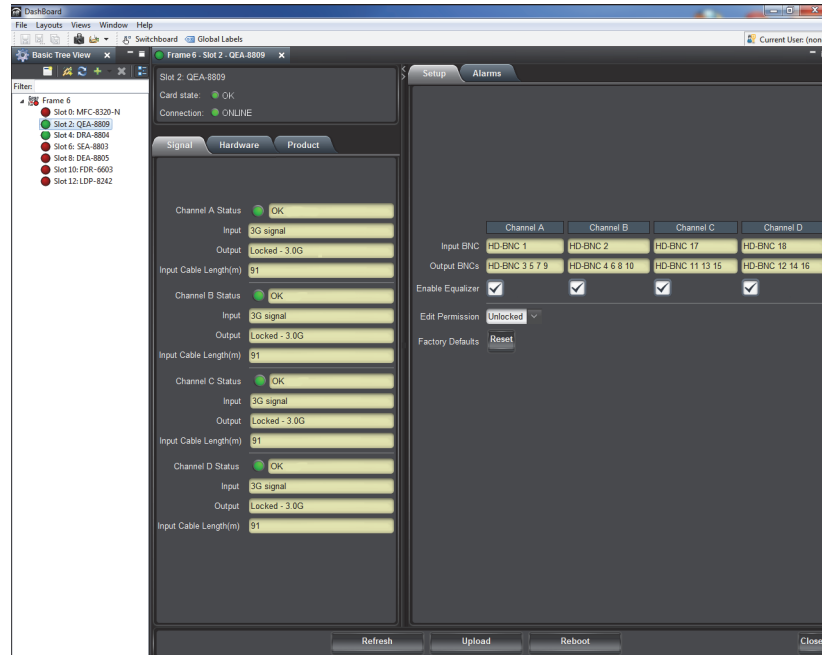 DashBoard
File Layouts Views Window Help
Switchboard Global Labels
Current User: (non
Basic Tree View
Filter:
Frame 6
Slot 0: MFC-8320-N
Slot 2: QEA-8809
Slot 4: DRA-8804
Slot 6: SEA-8803
Slot 8: DEA-8805
Slot 10: FDR-6603
Slot 12: LDP-8242
Frame 6 - Slot 2 - QEA-8809
Slot 2: QEA-8809
Card state: OK
Connection: ONLINE
Signal Hardware Product
Channel A Status OK
Input 3G signal
Output Locked - 3.0G
Input Cable Length(m) 91
Channel B Status OK
Input 3G signal
Output Locked - 3.0G
Input Cable Length(m) 91
Channel C Status OK
Input 3G signal
Output Locked - 3.0G
Input Cable Length(m) 91
Channel D Status OK
Input 3G signal
Output Locked - 3.0G
Input Cable Length(m) 91
Setup Alarms
Channel A Channel B Channel C Channel D
Input BNC HD-BNC 1 HD-BNC 2 HD-BNC 17 HD-BNC 18
Output BNCs HD-BNC 3 5 7 9 HD-BNC 4 6 8 10 HD-BNC 11 13 15 HD-BNC 12 14 16
Enable Equalizer
Edit Permission Unlocked
Factory Defaults Reset
Refresh Upload Reboot Close